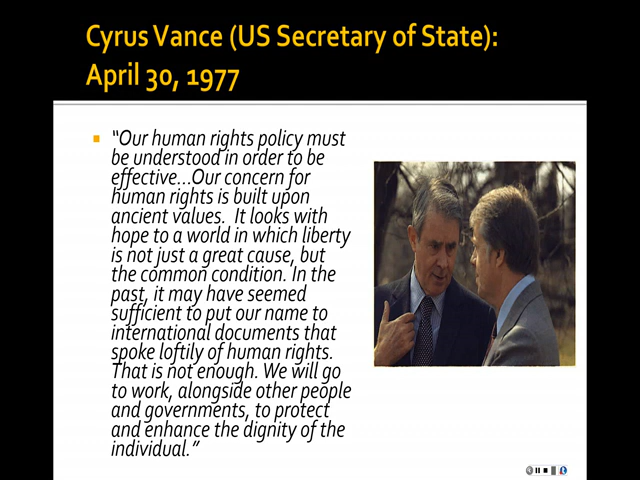 Cyrus Vance (US Secretary of State):
April 30, 1977
“Our human rights policy must
be understood in order to be
effective…Our concern for
human rights is built upon
ancient values.  It looks with
hope to a world in which liberty
is not just a great cause, but
the common condition. In the
past, it may have seemed
sufficient to put our name to
international documents that
spoke loftily of human rights.
That is not enough. We will go
to work, alongside other people
and governments, to protect
and enhance the dignity of the
individual.”